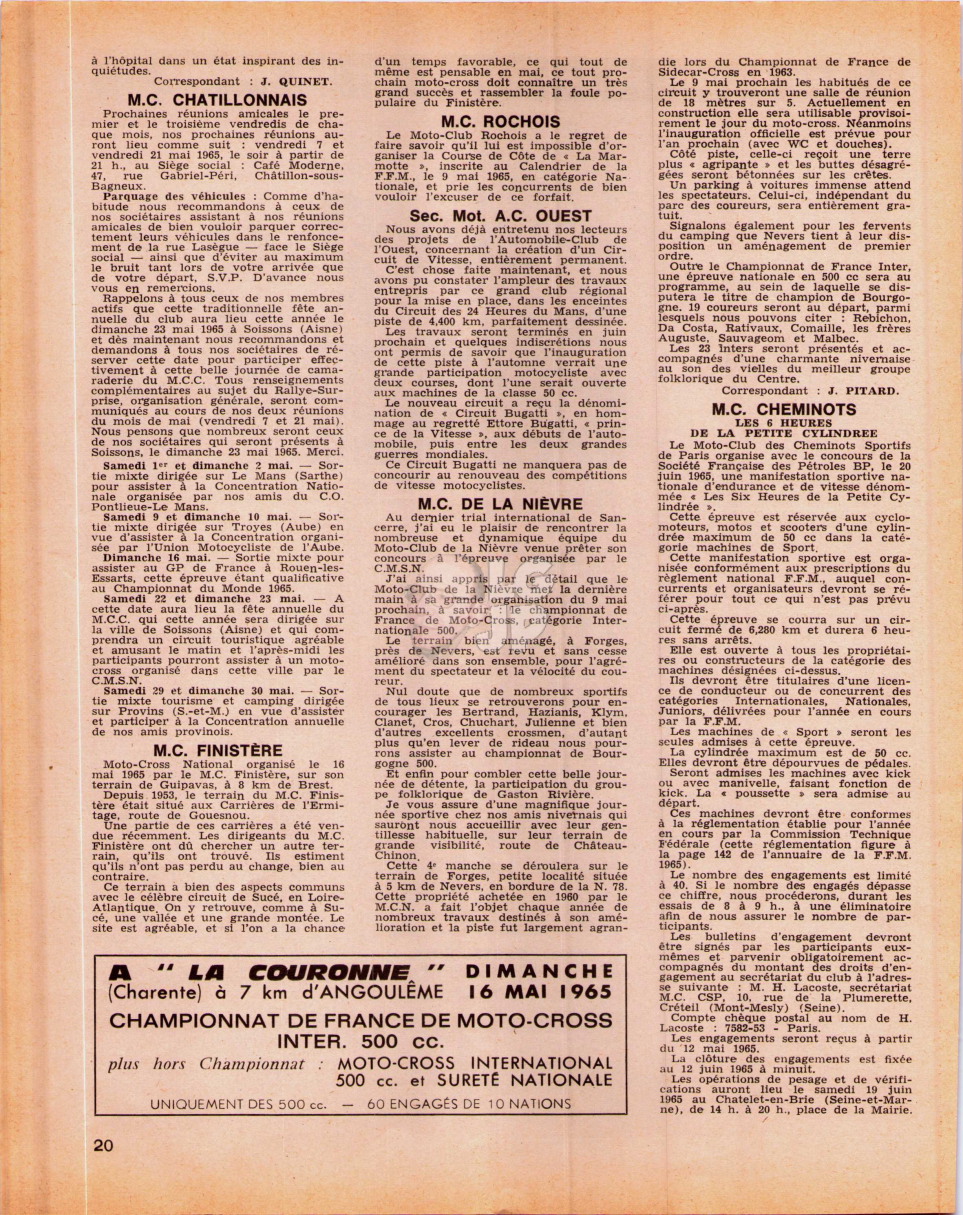 à l'hôpital dans un état inspirant des in-
quiétudes.
Correspondant : J. QUINET.
M.C. CHATILLONNAIS
Prochaines réunions amicales le pre-
mier et le troisième vendredis de cha-
que mois, nos prochaines réunions au-
ront lieu comme suit : vendredi 7 et
vendredi 21 mai 1965, le soir à partir de
21 h., au Siège social : Café Moderne,
47, rue Gabriel-Péri, Châtillon-sous-
Bagneux.
Parquage des véhicules : Comme d'ha-
bitude nous recommandons à ceux de
nos sociétaires assistant à nos réunions
amicales de bien vouloir parquer correc-
tement leurs véhicules dans le renfonce-
ment de la rue Lasègue — face le Siège
social — ainsi que d'éviter au maximum
le bruit tant lors de votre arrivée que
de votre départ, S.V.P. D'avance nous
vous en remercions.
Rappelons à tous ceux de nos membres
actifs que cette traditionnelle fête an-
nuelle du club aura lieu cette année le
dimanche 23 mai 1965 à Soissons (Aisne)
et dès maintenant nous recommandons et
demandons à tous nos sociétaires de ré-
server cette date pour participer effec-
tivement à cette belle journée de cama-
raderie du M.C.C. Tous renseignements
complémentaires au sujet du Rallye-Sur-
prise, organisation générale, seront com-
muniqués au cours de nos deux réunions
du mois de mai (vendredi 7 et 21 mai).
Nous pensons que nombreux seront ceux
de nos sociétaires qui seront présents à
Soissons, le dimanche 23 mai 1965. Merci.
Samedi 1er et dimanche 2 mai. — Sor-
tie mixte dirigée sur Le Mans (Sarthe)
pour assister à la Concentration Natio-
nale organisée par nos amis du C.O.
Pontlieue-Le Mans.
Samedi 9 et dimanche 10 mai. — Sor-
tie mixte dirigée sur Troyes (Aube) en
vue d'assister à la Concentration organi-
sée par l'Union Motocycliste de l'Aube.
Dimanche 16 mai. — Sortie mixte pour
assister au GP de France à Rouen-les-
Essarts, cette épreuve étant qualificative
au Championnat du Monde 1965.
Samedi 22 et dimanche 23 mai. — A
cette date aura lieu la fête annuelle du
M.C.C. qui cette année sera dirigée sur
la ville de Soissons (Aisne) et qui com-
prendra un circuit touristique agréable
et amusant le matin et l'après-midi les
participants pourront assister à un moto-
cross organisé dans cette ville par le
C.M.S.N.
Samedi 29 et dimanche 30 mai. — Sor-
tie mixte tourisme et camping dirigée
sur Provins (S.-et-M.) en vue d'assister
et participer à la Concentration annuelle
de nos amis provinois.
M.C. FINISTÈRE
Moto-Cross National organisé le 16
mai 1965 par le M.C. Finistère, sur son
terrain de Guipavas, à 8 km de Brest.
Depuis 1953, le terrain du M.C. Finis-
tère était situé aux Carrières de l'Ermi-
tage, route de Gouesnou.
Une partie de ces carrières a été ven-
due récemment. Les dirigeants du M.C.
Finistère ont dû chercher un autre ter-
rain, qu'ils ont trouvé. Ils estiment
qu'ils n'ont pas perdu au change, bien au
contraire.
Ce terrain a bien des aspects communs
avec le célèbre circuit de Sucé, en Loire-
Atlantique. On y retrouve, comme à Su-
cé, une vallée et une grande montée. Le
site est agréable, et si l'on a la chance
d'un temps favorable, ce qui tout de
même est pensable en mai, ce tout pro-
chain moto-cross doit connaître un très
grand succès et rassembler la foule po-
pulaire du Finistère.
M.C. ROCHOIS
Le Moto-Club Rochois a le regret de
faire savoir qu'il lui est impossible d'or-
ganiser la Course de Côte de « La Mar-
motte », inscrite au Calendrier de la
F.F.M., le 9 mai 1965, en catégorie Na-
tionale, et prie les concurrents de bien
vouloir l'excuser de ce forfait.
Sec. Mot. A.C. OUEST
Nous avons déjà entretenu nos lecteurs
des projets de l'Automobile-Club de
l'Ouest, concernant la création d'un Cir-
cuit de Vitesse, entièrement permanent.
C'est chose faite maintenant, et nous
avons pu constater l'ampleur des travaux
entrepris par ce grand club régional
pour la mise en place, dans les enceintes
du Circuit des 24 Heures du Mans, d'une
piste de 4,400 km, parfaitement dessinée.
Les travaux seront terminés en juin
prochain et quelques indiscrétions nous
ont permis de savoir que l'inauguration
de cette piste à l'automne verrait une
grande participation motocycliste avec
deux courses, dont l'une serait ouverte
aux machines de la classe 50 cc.
Le nouveau circuit a reçu la dénomi-
nation de « Circuit Bugatti », en hom-
mage au regretté Ettore Bugatti, « prin-
ce de la Vitesse », aux débuts de l'auto-
mobile, puis entre les deux grandes
guerres mondiales.
Ce Circuit Bugatti ne manquera pas de
concourir au renouveau des compétitions
de vitesse motocyclistes.
M.C. DE LA NIÈVRE
Au dernier trial international de San-
cerre, j'ai eu le plaisir de rencontrer la
nombreuse et dynamique équipe du
Moto-Club de la Nièvre venue prêter son
concours à l'épreuve organisée par le
C.M.S.N.
J'ai ainsi appris par le détail que le
Moto-Club de la Nièvre met la dernière
main à sa grande organisation du 9 mai
prochain, à savoir : le championnat de
France de Moto-Cross, catégorie Inter-
nationale 500.
Le terrain bien aménagé, à Forges,
près de Nevers, est revu et sans cesse
amélioré dans son ensemble, pour l'agré-
ment du spectateur et la vélocité du cou-
reur.
Nul doute que de nombreux sportifs
de tous lieux se retrouverons pour en-
courager les Bertrand, Hazianis, Klym,
Clanet, Cros, Chuchart, Julienne et bien
d'autres excellents crossmen, d'autant
plus qu'en lever de rideau nous pour-
rons assister au championnat de Bour-
gogne 500.
Et enfin pour combler cette belle jour-
née de détente, la participation du grou-
pe folklorique de Gaston Rivière.
Je vous assure d'une magnifique jour-
née sportive chez nos amis nivernais qui
sauront nous accueillir avec leur gen-
tillesse habituelle, sur leur terrain de
grande visibilité, route de Château-
Chinon.
Cette 4e manche se déroulera sur le
terrain de Forges, petite localité située
à 5 km de Nevers, en bordure de la N. 78.
Cette propriété achetée en 1960 par le
M.C.N. a fait l'objet chaque année de
nombreux travaux destinés à son amé-
lioration et la piste fut largement agran-
die lors du Championnat de France de
Sidecar-Cross en 1963.
Le 9 mai prochain les habitués de ce
circuit y trouveront une salle de réunion
de 18 mètres sur 5. Actuellement en
construction elle sera utilisable provisoi-
rement le jour du moto-cross. Néanmoins
l'inauguration officielle est prévue pour
l'an prochain (avec WC et douches).
Côté piste, celle-ci reçoit une terre
plus « agripante » et les buttes désagré-
gées seront bétonnées sur les crêtes.
Un parking à voitures immense attend
les spectateurs. Celui-ci, indépendant du
parc des coureurs, sera entièrement gra-
tuit.
Signalons également pour les fervents
du camping que Nevers tient à leur dis-
position un aménagement de premier
ordre.
Outre le Championnat de France Inter,
une épreuve nationale en 500 cc sera au
programme, au sein de laquelle se dis-
putera le titre de champion de Bourgo-
gne. 19 coureurs seront au départ, parmi
lesquels nous pouvons citer : Rebichon,
Da Costa, Rativaux, Comaille, les frères
Auguste, Sauvageom et Malbec.
Les 23 Inters seront présentés et ac-
compagnés d'une charmante nivernaise
au son des vielles du meilleur groupe
folklorique du Centre.
Correspondant : J. PITARD.
M.C. CHEMINOTS
LES 6 HEURES
DE LA PETITE CYLINDREE
Le Moto-Club des Cheminots Sportifs
de Paris organise avec le concours de la
Société Française des Pétroles BP, le 20
juin 1965, une manifestation sportive na-
tionale d'endurance et de vitesse dénom-
mée « Les Six Heures de la Petite Cy-
lindrée ».
Cette épreuve est réservée aux cyclo-
moteurs, motos et scooters d'une cylin-
drée maximum de 50 cc dans la caté-
gorie machines de Sport.
Cette manifestation sportive est orga-
nisée conformément aux prescriptions du
règlement national F.F.M., auquel con-
currents et organisateurs devront se ré-
férer pour tout ce qui n'est pas prévu
ci-après.
Cette épreuve se courra sur un cir-
cuit fermé de 6,280 km et durera 6 heu-
res sans arrêts.
Elle est ouverte à tous les propriétai-
res ou constructeurs de la catégorie des
machines désignées ci-dessus.
Ils devront être titulaires d'une licen-
ce de conducteur ou de concurrent des
catégories Internationales, Nationales,
Juniors, délivrées pour l'année en cours
par la F.F.M.
Les machines de « Sport » seront les
seules admises à cette épreuve.
La cylindrée maximum est de 50 cc.
Elles devront être dépourvues de pédales.
Seront admises les machines avec kick
ou avec manivelle, faisant fonction de
kick. La « poussette » sera admise au
départ.
Ces machines devront être conformes
à la réglementation établie pour l'année
en cours par la Commission Technique
Fédérale (cette réglementation figure à
la page 142 de l'annuaire de la F.F.M.
1965).
Le nombre des engagements est limité
à 40. Si le nombre des engagés dépasse
ce chiffre, nous procéderons, durant les
essais de 8 à 9 h., à une éliminatoire
afin de nous assurer le nombre de par-
ticipants.
Les bulletins d'engagement devront
être signés par les participants eux-
mêmes et parvenir obligatoirement ac-
compagnés du montant des droits d'en-
gagement au secrétariat du club à l'adres-
se suivante : M. H. Lacoste, secrétariat
M.C. CSP, 10, rue de la Plumerette,
Créteil (Mont-Mesly) (Seine).
Compte chèque postal au nom de H.
Lacoste : 7582-53 - Paris.
Les engagements seront reçus à partir
du 12 mai 1965.
La clôture des engagements est fixée
au 12 juin 1965 à minuit.
Les opérations de pesage et de vérifi-
cations auront lieu le samedi 19 juin
1965 au Chatelet-en-Brie (Seine-et-Mar-
ne), de 14 h. à 20 h., place de la Mairie.
A " LA COURONNE " DIMANCHE
(Charente) à 7 km d'ANGOULÊME 16 MAI 1965
CHAMPIONNAT DE FRANCE DE MOTO-CROSS
INTER. 500 cc.
plus hors Championnat : MOTO-CROSS INTERNATIONAL
500 cc. et SURETÉ NATIONALE
UNIQUEMENT DES 500 cc. — 60 ENGAGÉS DE 10 NATIONS
20